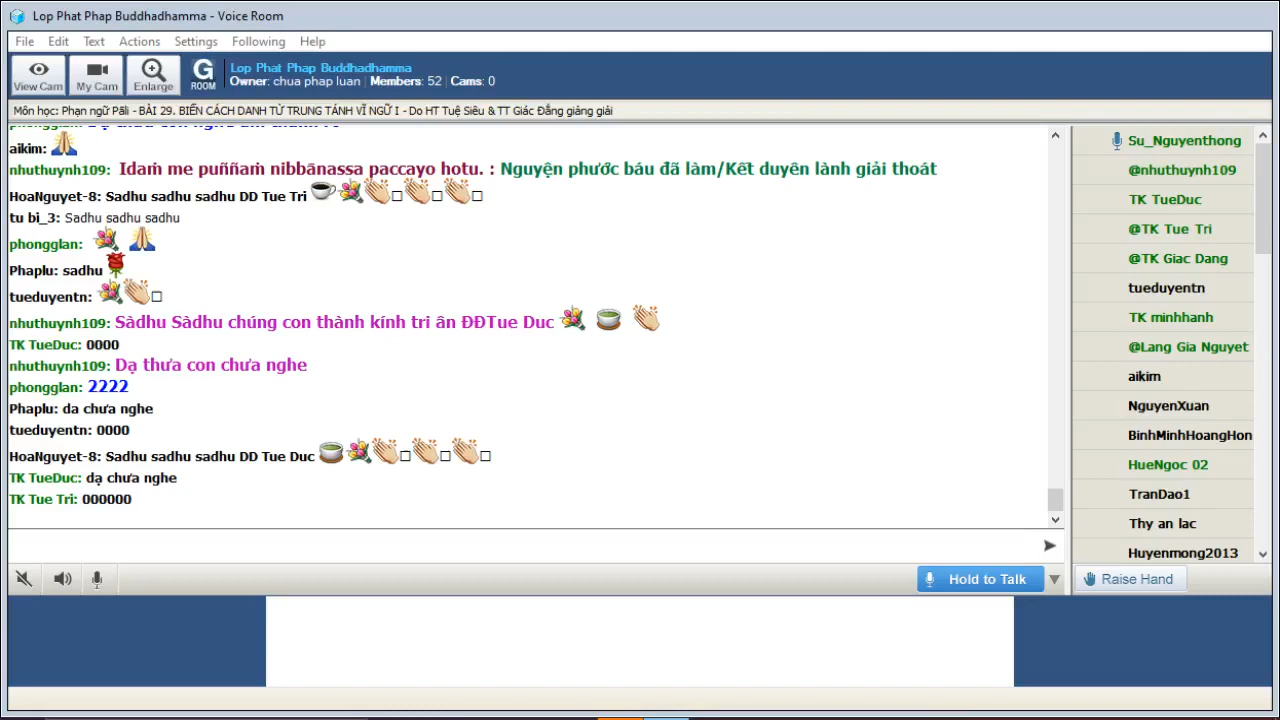 Lop Phat Phap Buddhadhamma - Voice Room
File Edit Text Actions Settings Following Help
View Cam My Cam Enlarge G ROOM
Lop Phat Phap Buddhadhamma
Owner: chua phap luan | Members: 52 | Cams: 0
Môn học: Phạn ngữ Pāli - BÀI 29. BIẾN CÁCH DANH TỪ TRUNG TÁNH VĨ NGỮ I - Do HT Tuệ Siêu & TT Giác Đẳng giảng giải
aikim:
nhuthuynh109: Idaṁ me puññaṁ nibbānassa paccayo hotu. : Nguyện phước báu đã làm/Kết duyên lành giải thoát
HoaNguyet-8: Sadhu sadhu sadhu DD Tue Tri
tu bi_3: Sadhu sadhu sadhu
phongglan:
Phaplu: sadhu
tueduyentn:
nhuthuynh109: Sàdhu Sàdhu chúng con thành kính tri ân ĐĐTue Duc
TK TueDuc: 0000
nhuthuynh109: Dạ thưa con chưa nghe
phongglan: 2222
Phaplu: da chưa nghe
tueduyentn: 0000
HoaNguyet-8: Sadhu sadhu sadhu DD Tue Duc
TK TueDuc: dạ chưa nghe
TK Tue Tri: 000000
Su_Nguyenthong
@nhuthuynh109
TK TueDuc
@TK Tue Tri
@TK Giac Dang
tueduyentn
TK minhhanh
@Lang Gia Nguyet
aikim
NguyenXuan
BinhMinhHoangHon
HueNgoc 02
TranDao1
Thy an lac
Huyenmong2013
Hold to Talk
Raise Hand